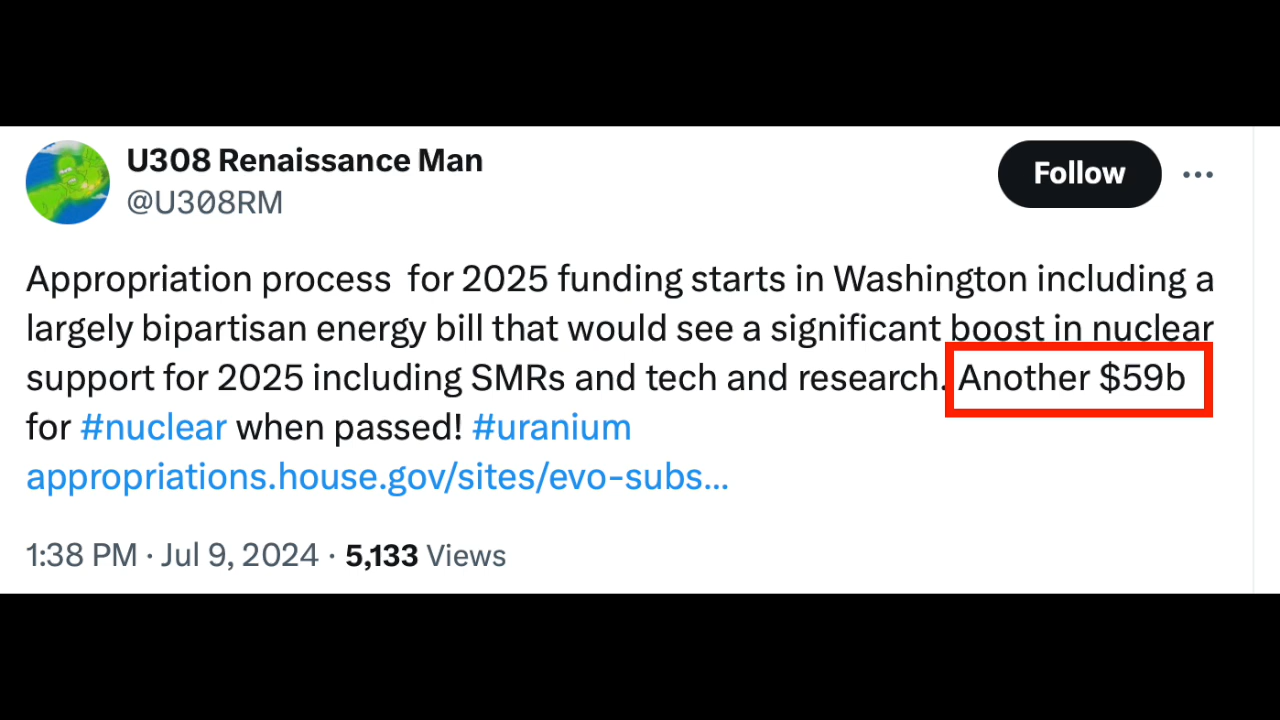 U308 Renaissance Man
@U308RM
Follow
Appropriation process  for 2025 funding starts in Washington including a
largely bipartisan energy bill that would see a significant boost in nuclear
support for 2025 including SMRs and tech and research. Another $59b
for #nuclear when passed! #uranium
appropriations.house.gov/sites/evo-subs...
1:38 PM · Jul 9, 2024 · 5,133 Views